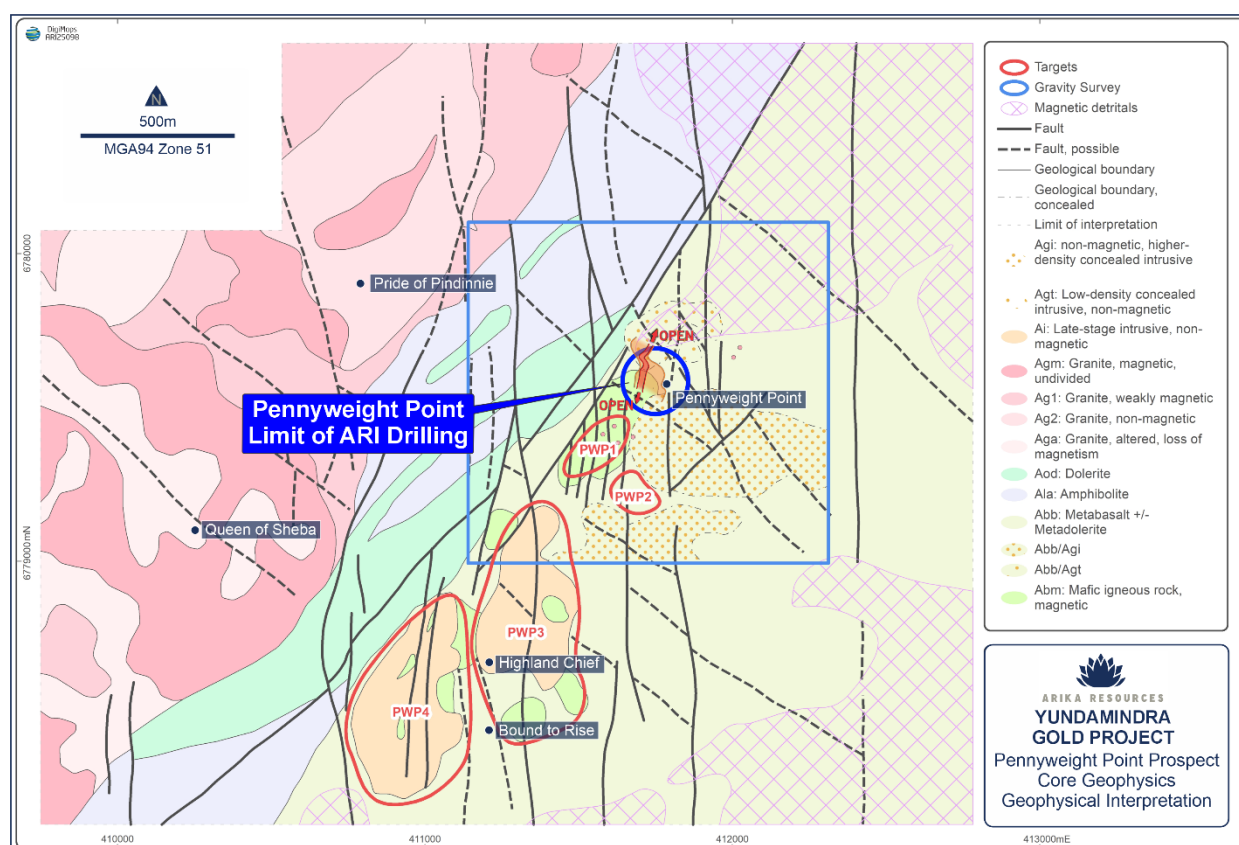 DigiMaps
ARI25098
N
500m
MGA94 Zone 51
6780000
6779000mN
Pride of Pindinnie
OPEN
Pennyweight Point
OPEN
Pennyweight Point
Limit of ARI Drilling
PWP1
PWP2
Queen of Sheba
PWP3
Highland Chief
PWP4
Bound to Rise
410000
411000
412000
413000mE
Targets
Gravity Survey
Magnetic detritals
Fault
Fault, possible
Geological boundary
Geological boundary,
concealed
Limit of interpretation
Agi: non-magnetic, higher-
density concealed intrusive
Agt: Low-density concealed
intrusive, non-magnetic
Ai: Late-stage intrusive, non-
magnetic
Agm: Granite, magnetic,
undivided
Ag1: Granite, weakly magnetic
Ag2: Granite, non-magnetic
Aga: Granite, altered, loss of
magnetism
Aod: Dolerite
Ala: Amphibolite
Abb: Metabasalt +/-
Metadolerite
Abb/Agi
Abb/Agt
Abm: Mafic igneous rock,
magnetic
ARIKA RESOURCES
YUNDAMINDRA
GOLD PROJECT
Pennyweight Point Prospect
Core Geophysics
Geophysical Interpretation